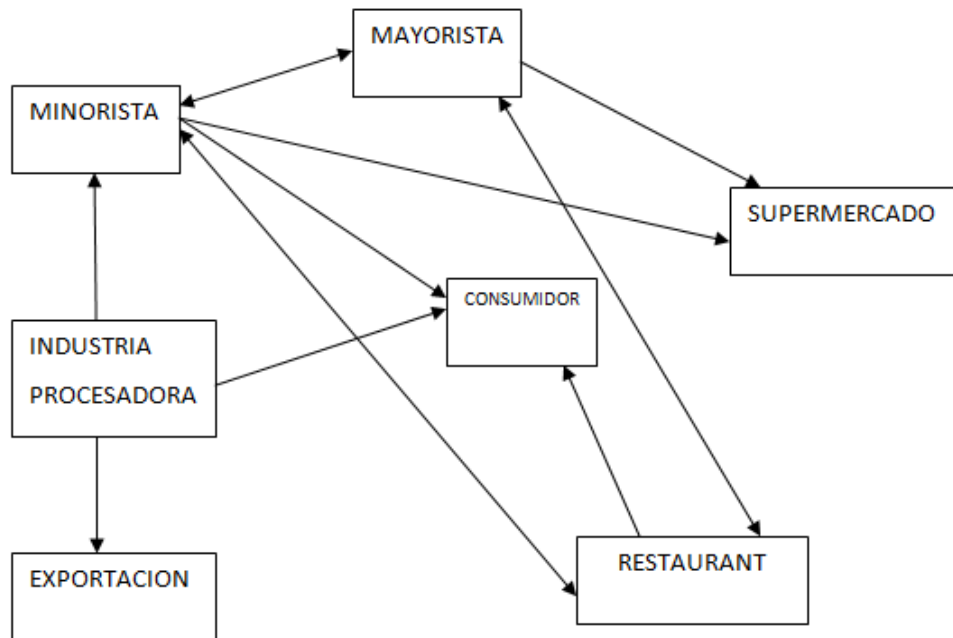 MAYORISTA
MINORISTA
SUPERMERCADO
CONSUMIDOR
INDUSTRIA
PROCESADORA
EXPORTACION
RESTAURANT